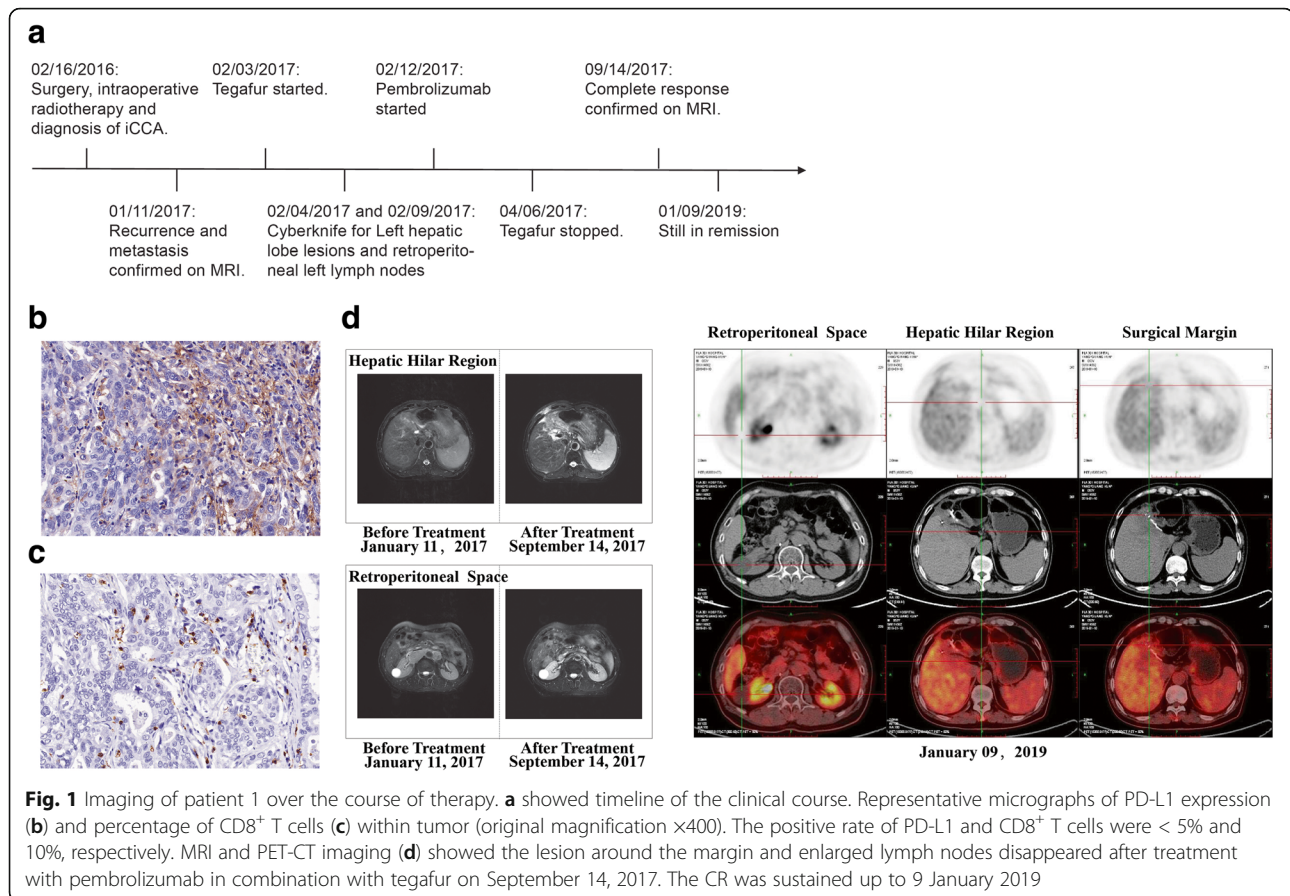 a
02/16/2016:
Surgery, intraoperative
radiotherapy and
diagnosis of iCCA.
02/03/2017:
Tegafur started.
02/12/2017:
Pembrolizumab
started
09/14/2017:
Complete response
confirmed on MRI.
01/11/2017:
Recurrence and
metastasis
confirmed on MRI.
02/04/2017 and 02/09/2017:
Cyberknife for Left hepatic
lobe lesions and retroperito-
neal left lymph nodes
04/06/2017:
Tegafur stopped.
01/09/2019:
Still in remission
b
c
d
Hepatic Hilar Region
Before Treatment
January 11, 2017
After Treatment
September 14, 2017
Retroperitoneal Space
Before Treatment
January 11, 2017
After Treatment
September 14, 2017
Retroperitoneal Space
Hepatic Hilar Region
Surgical Margin
January 09, 2019
Fig. 1 Imaging of patient 1 over the course of therapy. a showed timeline of the clinical course. Representative micrographs of PD-L1 expression
(b) and percentage of CD8⁺ T cells (c) within tumor (original magnification ×400). The positive rate of PD-L1 and CD8⁺ T cells were < 5% and
10%, respectively. MRI and PET-CT imaging (d) showed the lesion around the margin and enlarged lymph nodes disappeared after treatment
with pembrolizumab in combination with tegafur on September 14, 2017. The CR was sustained up to 9 January 2019